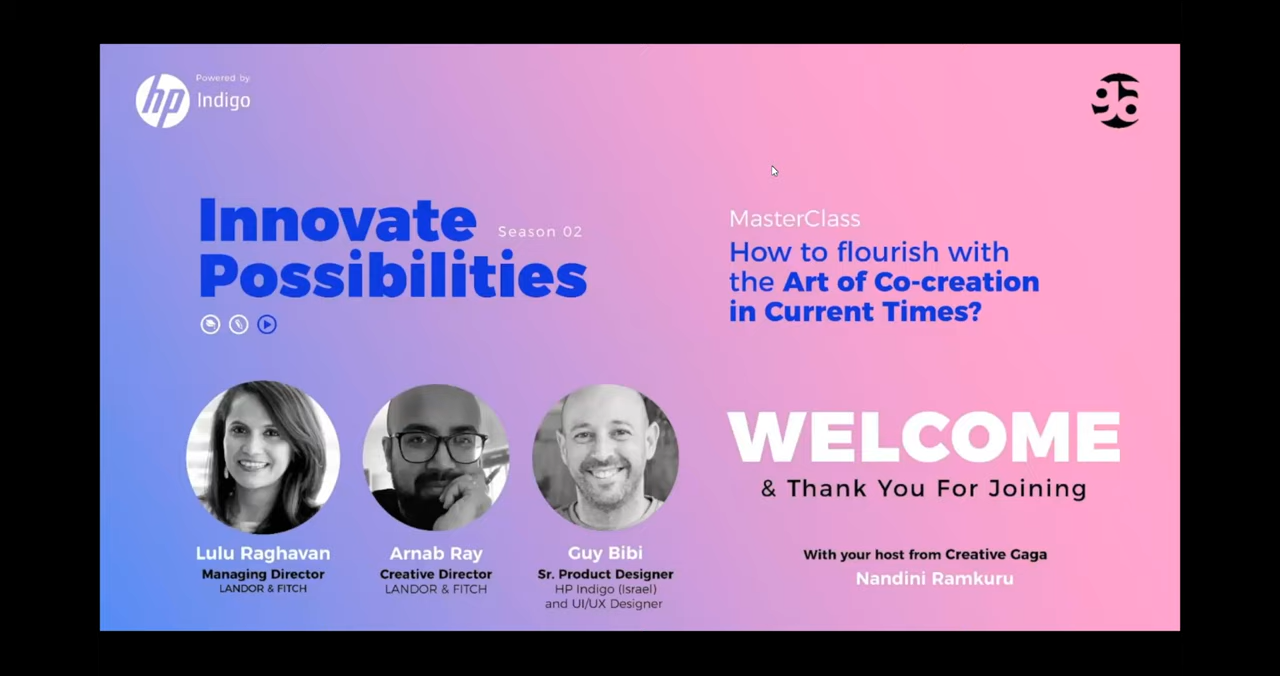 hp
Powered by
Indigo
Innovate
Season 02
Possibilities
MasterClass
How to flourish with
the Art of Co-creation
in Current Times?
WELCOME
& Thank You For Joining
Lulu Raghavan
Managing Director
LANDOR & FITCH
Arnab Ray
Creative Director
LANDOR & FITCH
Guy Bibi
Sr. Product Designer
HP Indigo (Israel)
and UI/UX Designer
With your host from Creative Gaga
Nandini Ramkuru